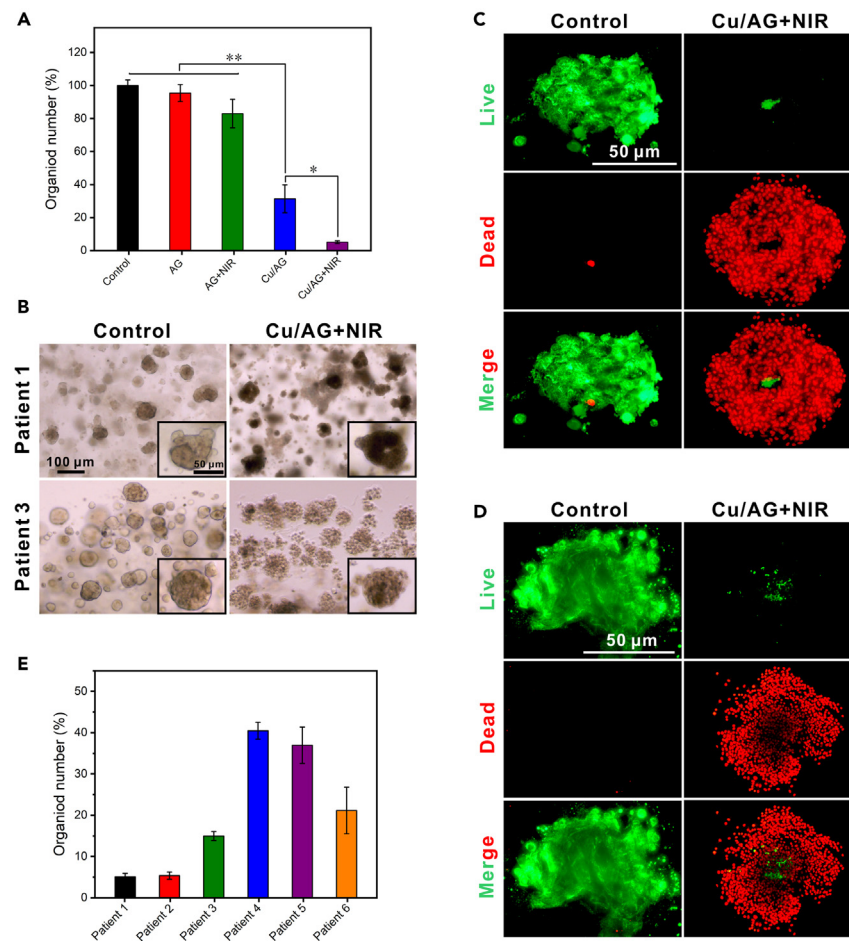 A
Organiod number (%)
120
100
80
60
40
20
0
**
*
Control
AG
AG+NIR
Cu/AG
Cu/AG+NIR
B
Control
Cu/AG+NIR
Patient 1
100 µm
50 µm
Patient 3
E
Organiod number (%)
50
40
30
20
10
0
Patient 1
Patient 2
Patient 3
Patient 4
Patient 5
Patient 6
C
Control
Cu/AG+NIR
Live
50 µm
Dead
Merge
D
Control
Cu/AG+NIR
Live
50 µm
Dead
Merge